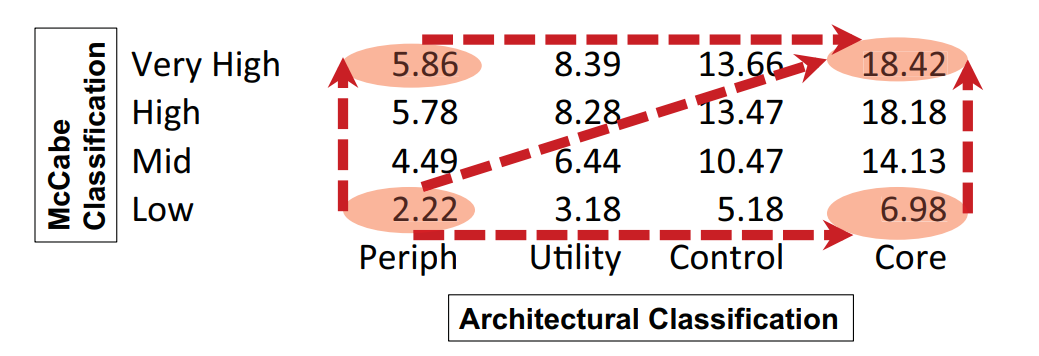 McCabe
Classification
Very High 5.86 8.39 13.66 18.42
High 5.78 8.28 13.47 18.18
Mid 4.49 6.44 10.47 14.13
Low 2.22 3.18 5.18 6.98
Periph Utility Control Core
Architectural Classification